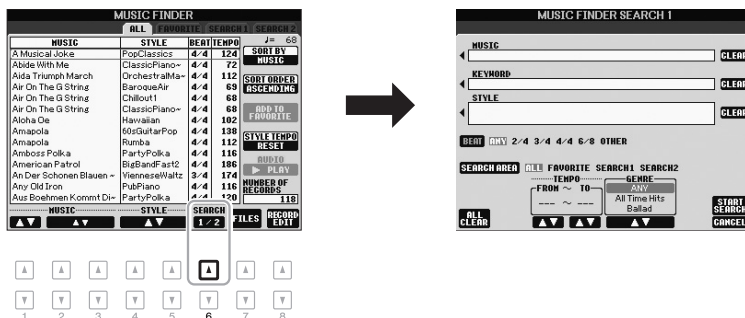 MUSIC FINDER
ALL FAVORITE SEARCH 1 SEARCH 2
MUSIC STYLE BEAT TEMPO
♩= 68
A Musical Joke PopClassics 4/4 124
Abide With Me ClassicPiano~ 4/4 72
Aida Triumph March OrchestralMa~ 4/4 112
Air On The G String BaroqueAir 4/4 69
Air On The G String Chillout1 4/4 68
Air On The G String ClassicPiano~ 4/4 68
Aloha Oe Hawaiian 4/4 102
Amapola 60sGuitarPop 4/4 138
Amapola Rumba 4/4 112
Amboss Polka PartyPolka 4/4 116
American Patrol BigBandFast2 4/4 186
An Der Schonen Blauen ~ VienneseWaltz 3/4 174
Any Old Iron PubPiano 4/4 116
Aus Boehmen Kommt Di~ PartyPolka 4/4 120
SORT BY
MUSIC
SORT ORDER
ASCENDING
ADD TO
FAVORITE
STYLE TEMPO
RESET
AUDIO
▶ PLAY
NUMBER OF
RECORDS
118
MUSIC STYLE SEARCH
▲▼ ▲▼ ▲▼ 1 / 2 FILES RECORD
EDIT
1 2 3 4 5 6 7 8
MUSIC FINDER SEARCH 1
MUSIC
CLEAR
KEYWORD
STYLE
CLEAR
BEAT ANY 2/4 3/4 4/4 6/8 OTHER
SEARCH AREA ALL FAVORITE SEARCH1 SEARCH2
TEMPO GENRE
FROM ~ TO
--- ~ ---
ANY
All Time Hits
Ballad
ALL
CLEAR
▲▼ ▲▼ ▲▼
START
SEARCH
CANCEL